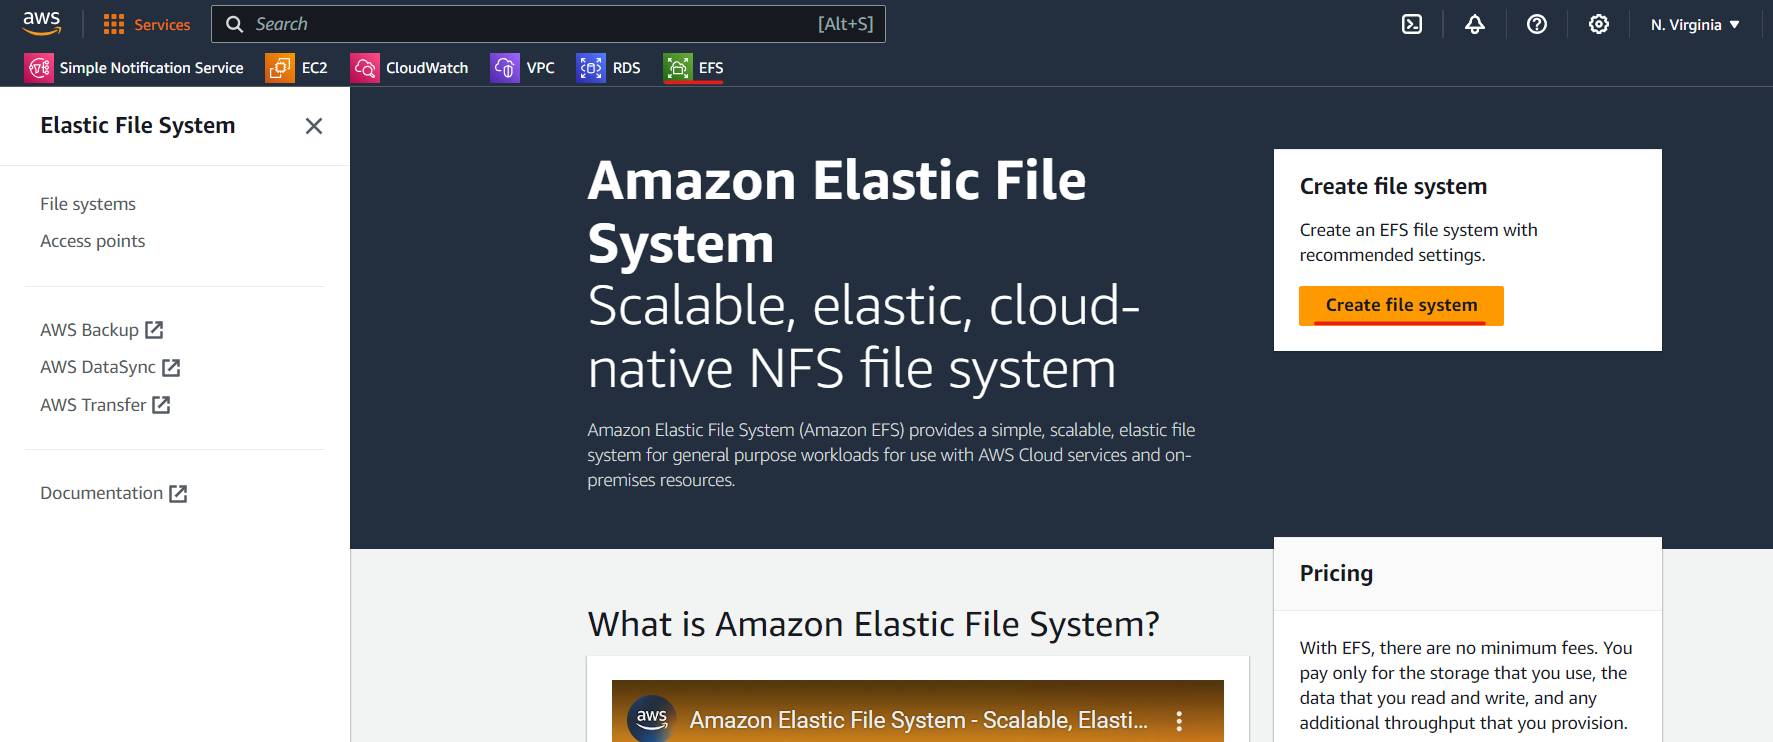 aws
Services
Search
[Alt+S]
N. Virginia
Simple Notification Service
EC2
CloudWatch
VPC
RDS
EFS
Elastic File System
File systems
Access points
AWS Backup
AWS DataSync
AWS Transfer
Documentation
Amazon Elastic File
System
Scalable, elastic, cloud-
native NFS file system
Amazon Elastic File System (Amazon EFS) provides a simple, scalable, elastic file
system for general purpose workloads for use with AWS Cloud services and on-
premises resources.
Create file system
Create an EFS file system with
recommended settings.
Create file system
What is Amazon Elastic File System?
aws
Amazon Elastic File System - Scalable, Elasti...
Pricing
With EFS, there are no minimum fees. You
pay only for the storage that you use, the
data that you read and write, and any
additional throughput that you provision.